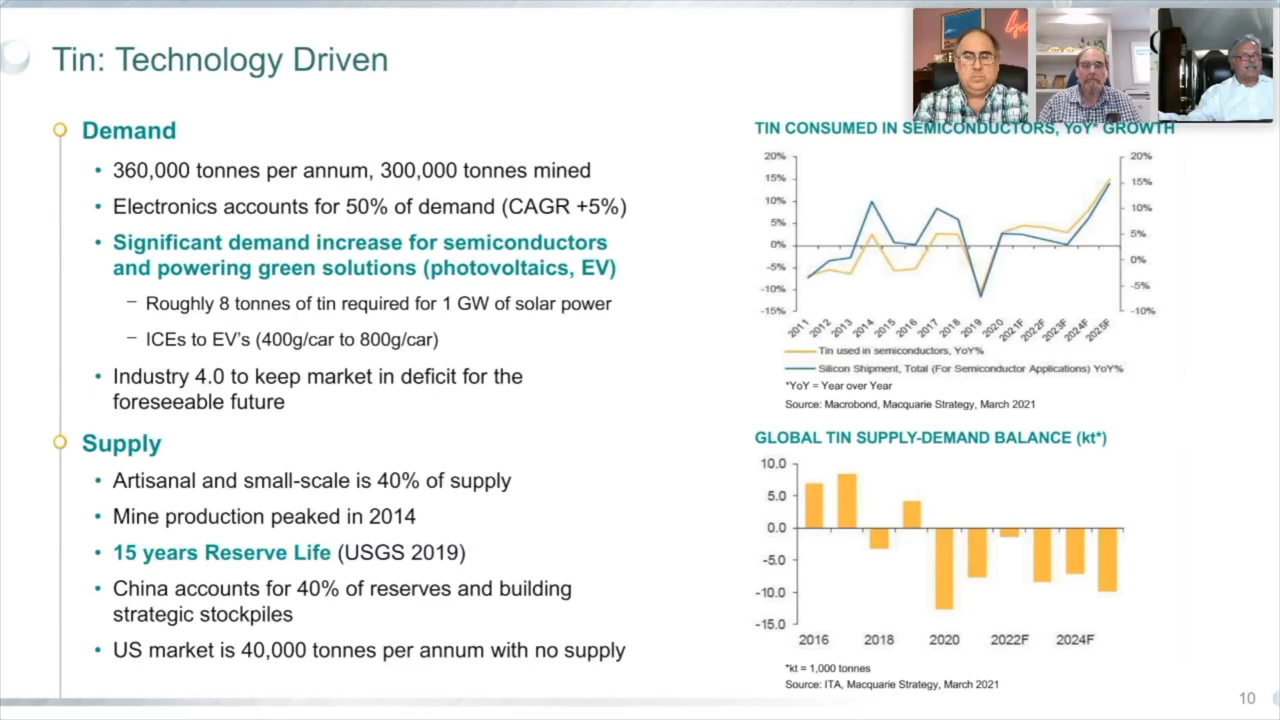 Tin: Technology Driven
Demand
• 360,000 tonnes per annum, 300,000 tonnes mined
• Electronics accounts for 50% of demand (CAGR +5%)
• Significant demand increase for semiconductors
and powering green solutions (photovoltaics, EV)
– Roughly 8 tonnes of tin required for 1 GW of solar power
– ICEs to EV's (400g/car to 800g/car)
• Industry 4.0 to keep market in deficit for the
foreseeable future
Supply
• Artisanal and small-scale is 40% of supply
• Mine production peaked in 2014
• 15 years Reserve Life (USGS 2019)
• China accounts for 40% of reserves and building
strategic stockpiles
• US market is 40,000 tonnes per annum with no supply
TIN CONSUMED IN SEMICONDUCTORS, YoY* GROWTH
20% 20%
15% 15%
10% 10%
5% 5%
0% 0%
-5% -5%
-10% -10%
-15%
2011 2012 2013 2014 2015 2016 2017 2018 2019 2020 2021F 2022F 2023F 2024F 2025F
Tin used in semiconductors, YoY%
Silicon Shipment, Total (For Semiconductor Applications) YoY%
*YoY = Year over Year
Source: Macrobond, Macquarie Strategy, March 2021
GLOBAL TIN SUPPLY-DEMAND BALANCE (kt*)
10.0
5.0
0.0
-5.0
-10.0
-15.0
2016 2018 2020 2022F 2024F
*kt = 1,000 tonnes
Source: ITA, Macquarie Strategy, March 2021
10